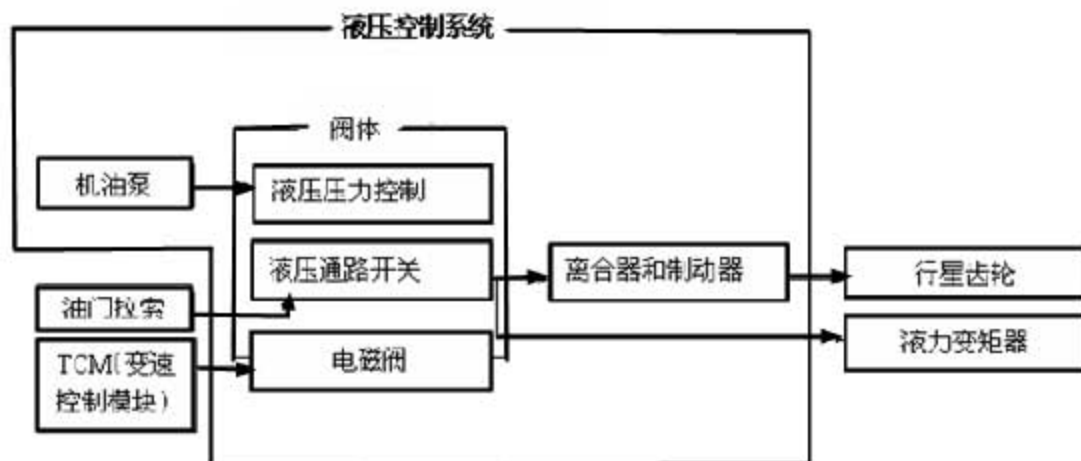 液压控制系统
阀体
机油泵
液压压力控制
液压通路开关
离合器和制动器
行星齿轮
油门拉索
液力变矩器
TCM(变速
控制模块)
电磁阀